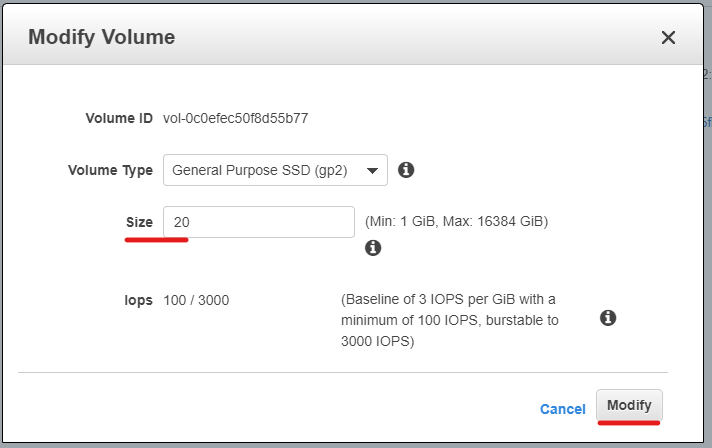 Modify Volume
Volume ID vol-0c0efec50f8d55b77
Volume Type General Purpose SSD (gp2)
Size 20 (Min: 1 GiB, Max: 16384 GiB)
Iops 100 / 3000 (Baseline of 3 IOPS per GiB with a
minimum of 100 IOPS, burstable to
3000 IOPS)
Cancel Modify